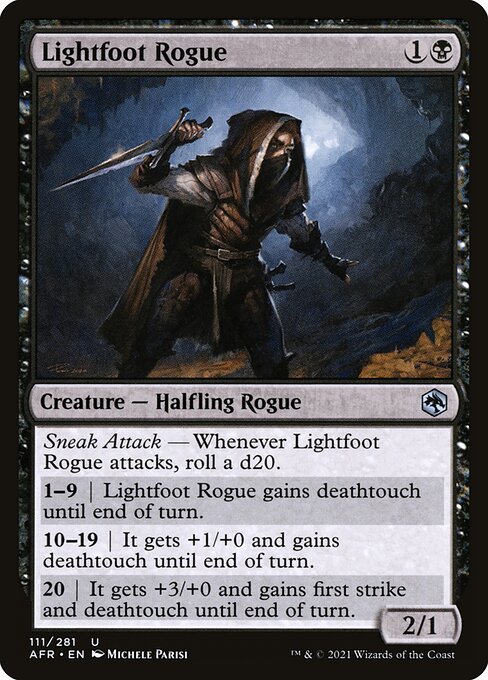 Lightfoot Rogue 1
Creature — Halfling Rogue
Sneak Attack — Whenever Lightfoot
Rogue attacks, roll a d20.
1–9 | Lightfoot Rogue gains deathtouch
until end of turn.
10–19 | It gets +1/+0 and gains
deathtouch until end of turn.
20 | It gets +3/+0 and gains first strike
and deathtouch until end of turn.
2/1
111/281 U
AFR • EN Michele Parisi
™ & © 2021 Wizards of the Coast